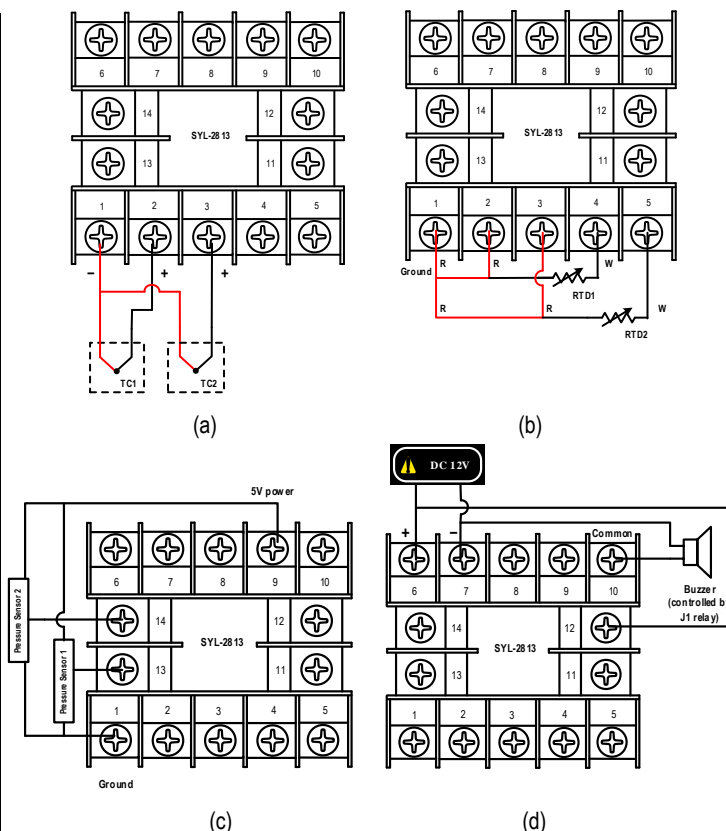 6 7 8 9 10
14 12
SYL-2813
13 11
1 2 3 4 5
− + +
TC1 TC2
(a)
6 7 8 9 10
14 12
SYL-2813
13 11
1 2 3 4 5
R R W
Ground
RTD1
R R W
RTD2
(b)
5V power
6 7 8 9 10
Pressure Sensor 2
14 12
SYL-2813
Pressure Sensor 1
13 11
1 2 3 4 5
Ground
(c)
DC 12V
+ − Common
6 7 8 9 10
Buzzer
(controlled b
J1 relay)
14 12
SYL-2813
13 11
1 2 3 4 5
(d)